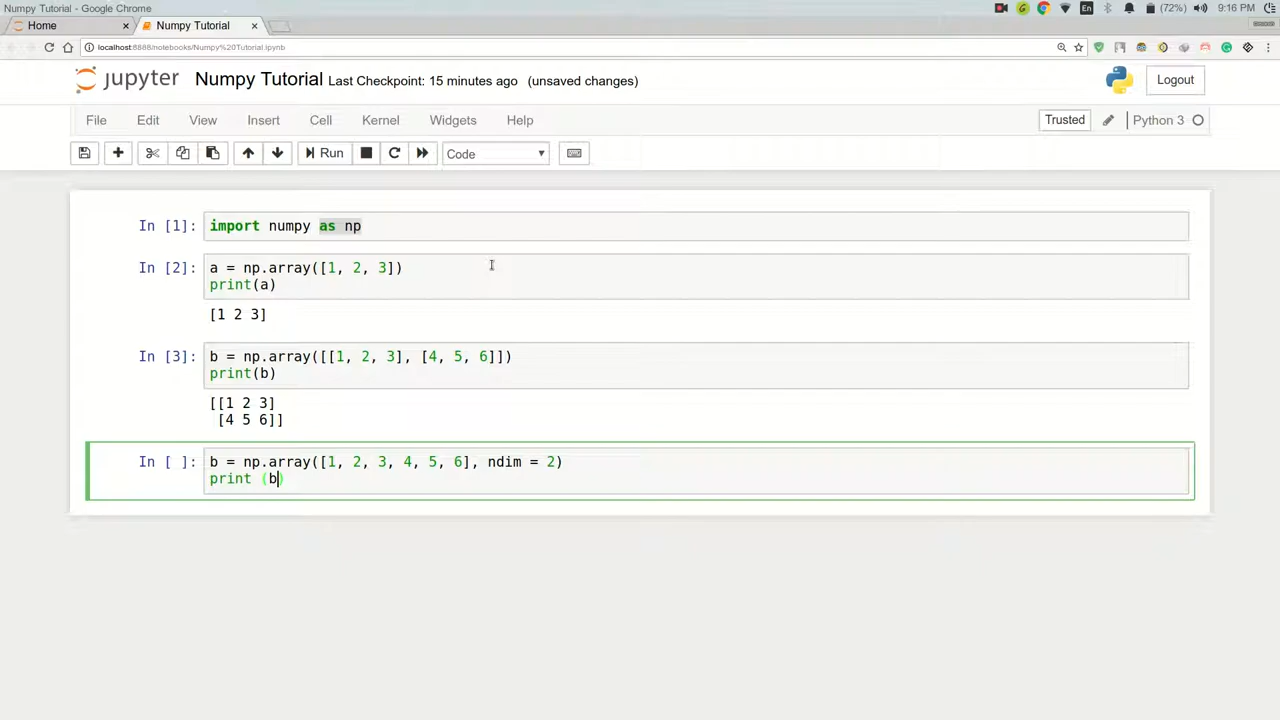 Numpy Tutorial - Google Chrome
En
(72%)
9:16 PM
Home
Numpy Tutorial
localhost:8888/notebooks/Numpy%20Tutorial.ipynb
jupyter
Numpy Tutorial Last Checkpoint: 15 minutes ago (unsaved changes)
Logout
File Edit View Insert Cell Kernel Widgets Help
Trusted
Python 3
Run
Code
In [1]: import numpy as np
In [2]: a = np.array([1, 2, 3])
print(a)
[1 2 3]
In [3]: b = np.array([[1, 2, 3], [4, 5, 6]])
print(b)
[[1 2 3]
[4 5 6]]
In [ ]: b = np.array([1, 2, 3, 4, 5, 6], ndim = 2)
print (b)